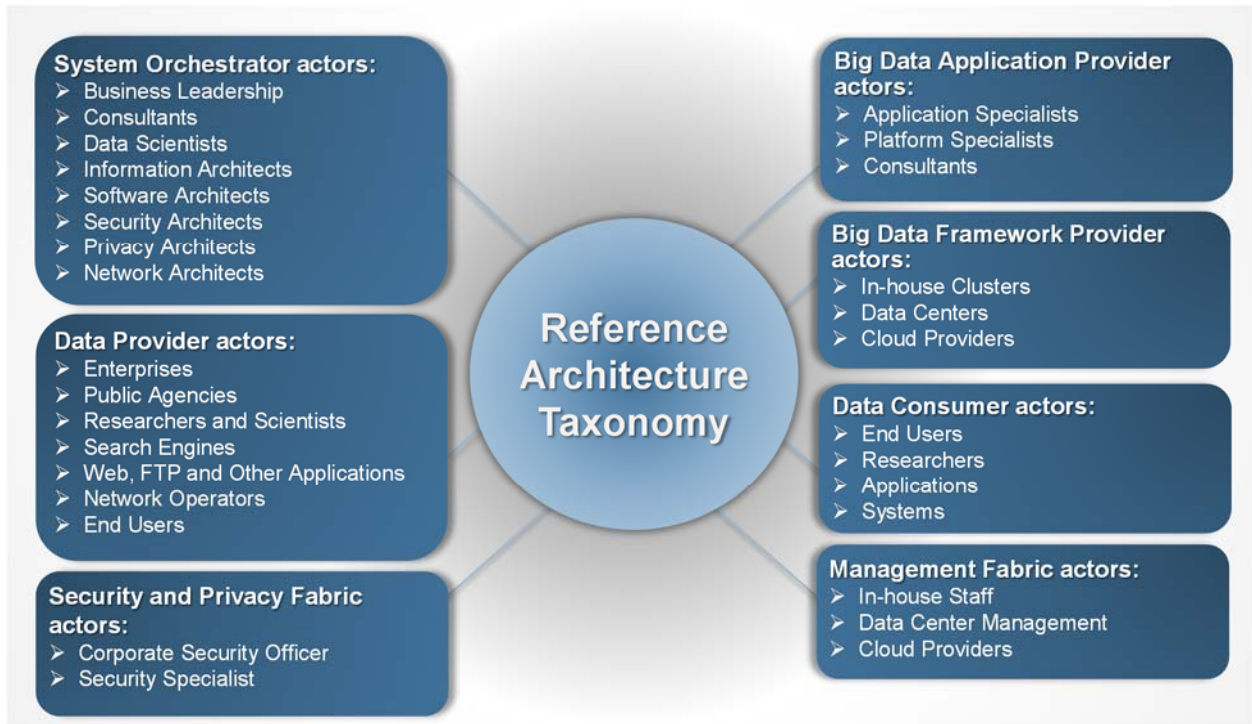 System Orchestrator actors:
Business Leadership
Consultants
Data Scientists
Information Architects
Software Architects
Security Architects
Privacy Architects
Network Architects
Data Provider actors:
Enterprises
Public Agencies
Researchers and Scientists
Search Engines
Web, FTP and Other Applications
Network Operators
End Users
Security and Privacy Fabric
actors:
Corporate Security Officer
Security Specialist
Reference
Architecture
Taxonomy
Big Data Application Provider
actors:
Application Specialists
Platform Specialists
Consultants
Big Data Framework Provider
actors:
In-house Clusters
Data Centers
Cloud Providers
Data Consumer actors:
End Users
Researchers
Applications
Systems
Management Fabric actors:
In-house Staff
Data Center Management
Cloud Providers